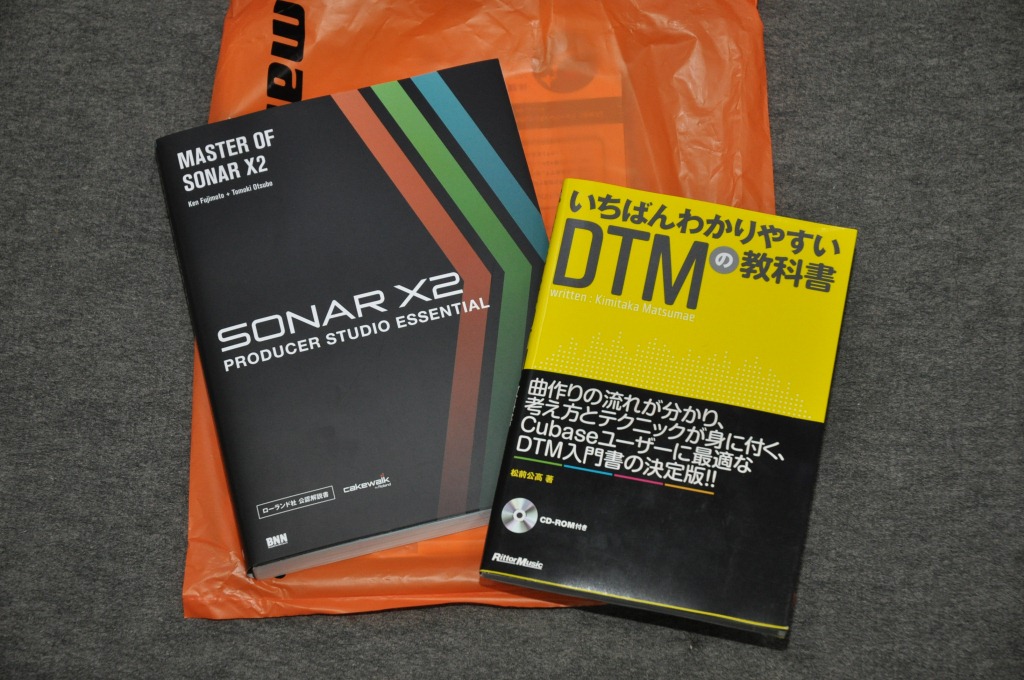 ma
MASTER OF
SONAR X2
Ken Fujimoto + Tomoki Otsubo
SONAR X2
PRODUCER STUDIO ESSENTIAL
ローランド社 公認解説書
cakewalk
by Roland
BNN
いちばんわかりやすい
DTMの教科書
written : Kimitaka Matsumae
曲作りの流れが分かり、
考え方とテクニックが身に付く、
Cubaseユーザーに最適な
DTM入門書の決定版!!
松前公高 著
CD-ROM付き
RittorMusic